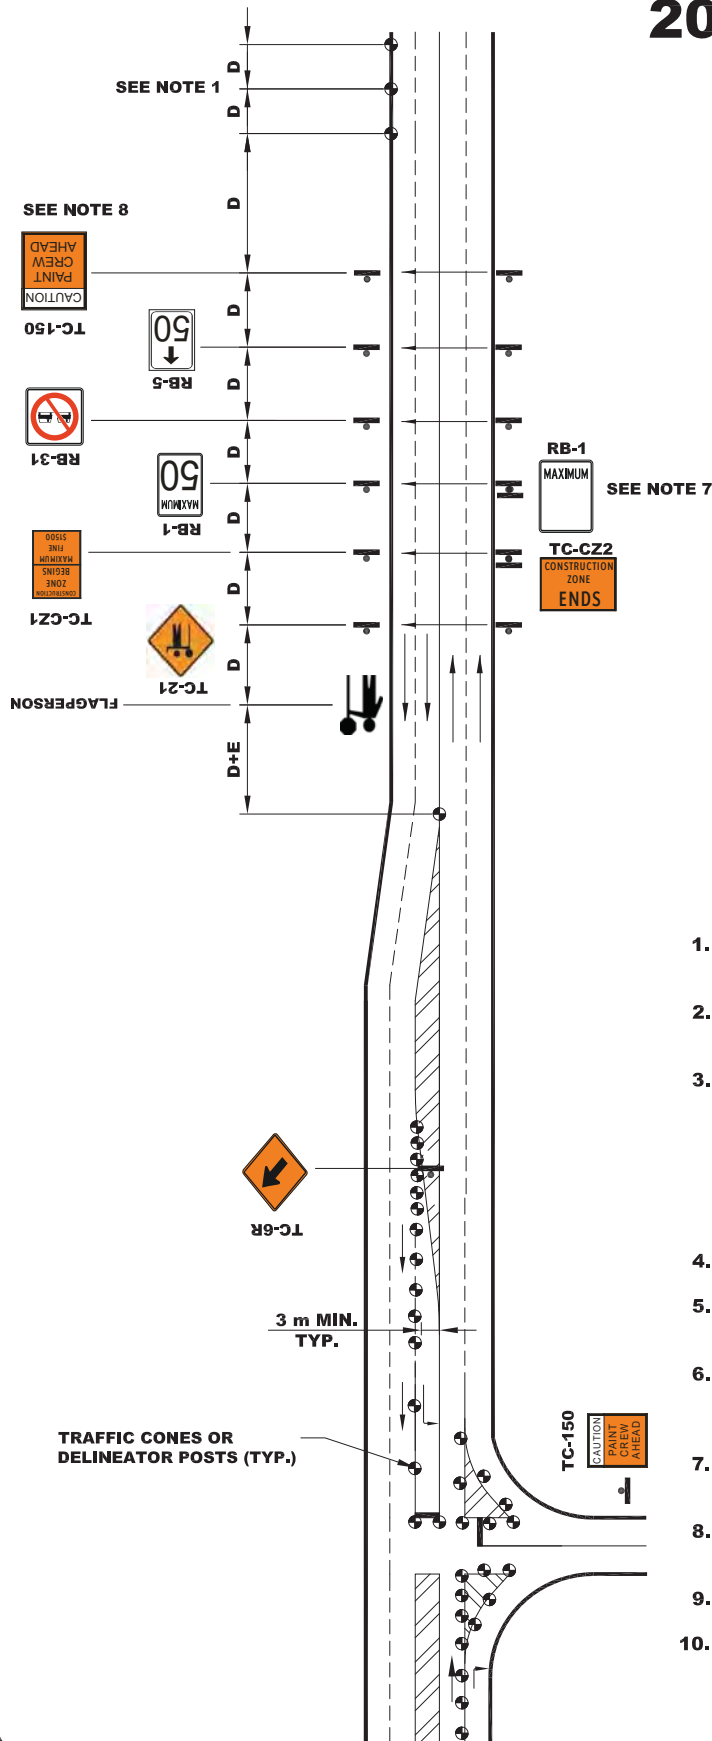 20
D
SEE NOTE 1
D
D
SEE NOTE 8
CAUTION
PAINT
CREW
AHEAD
TC-150
D
50
RB-5
D
RB-31
D
MAXIMUM
50
RB-1
RB-1
MAXIMUM
SEE NOTE 7
D
CONSTRUCTION
ZONE
BEGINS
MAXIMUM
FINE
$1500
TC-CZ1
TC-CZ2
CONSTRUCTION
ZONE
ENDS
D
TC-21
D
FLAGPERSON
D+E
1.
2.
3.
TC-6R
4.
5.
3 m MIN.
TYP.
6.
TRAFFIC CONES OR
DELINEATOR POSTS (TYP.)
TC-150
CAUTION
PAINT
CREW
AHEAD
7.
8.
9.
10.